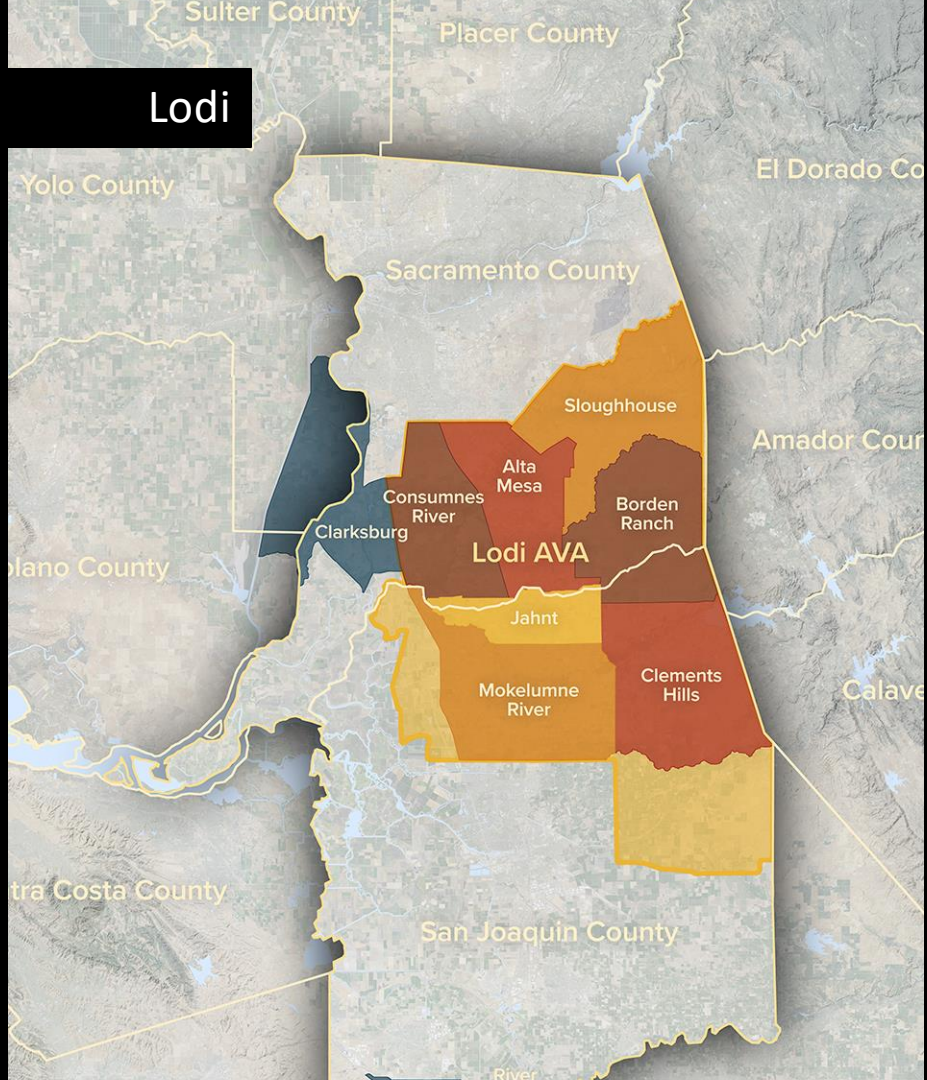 Sulter County
Placer County
Lodi
El Dorado Co
Yolo County
Sacramento County
Sloughhouse
Amador Cour
Alta
Mesa
Consumnes
River
Borden
Ranch
Clarksburg
Lodi AVA
olano County
Jahnt
Clements
Hills
Mokelumne
River
Calave
tra Costa County
San Joaquin County
River